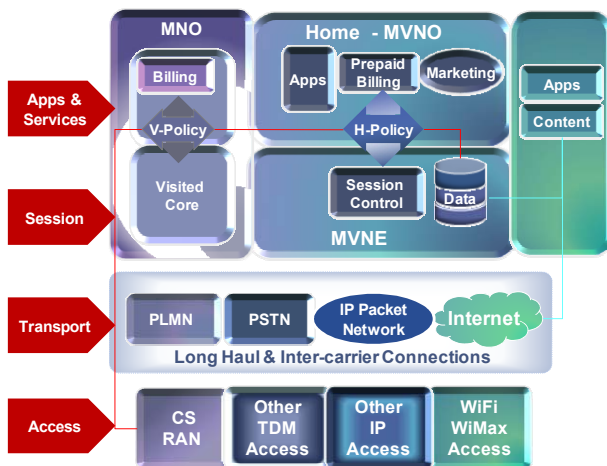 MNO
Home - MVNO
Billing
Apps
Prepaid
Billing
Marketing
Apps
Content
Apps &
Services
V-Policy
H-Policy
Visited
Core
Session
Control
Data
Session
MVNE
Transport
PLMN
PSTN
IP Packet
Network
Internet
Long Haul & Inter-carrier Connections
Access
CS
RAN
Other
TDM
Access
Other
IP
Access
WiFi
WiMax
Access